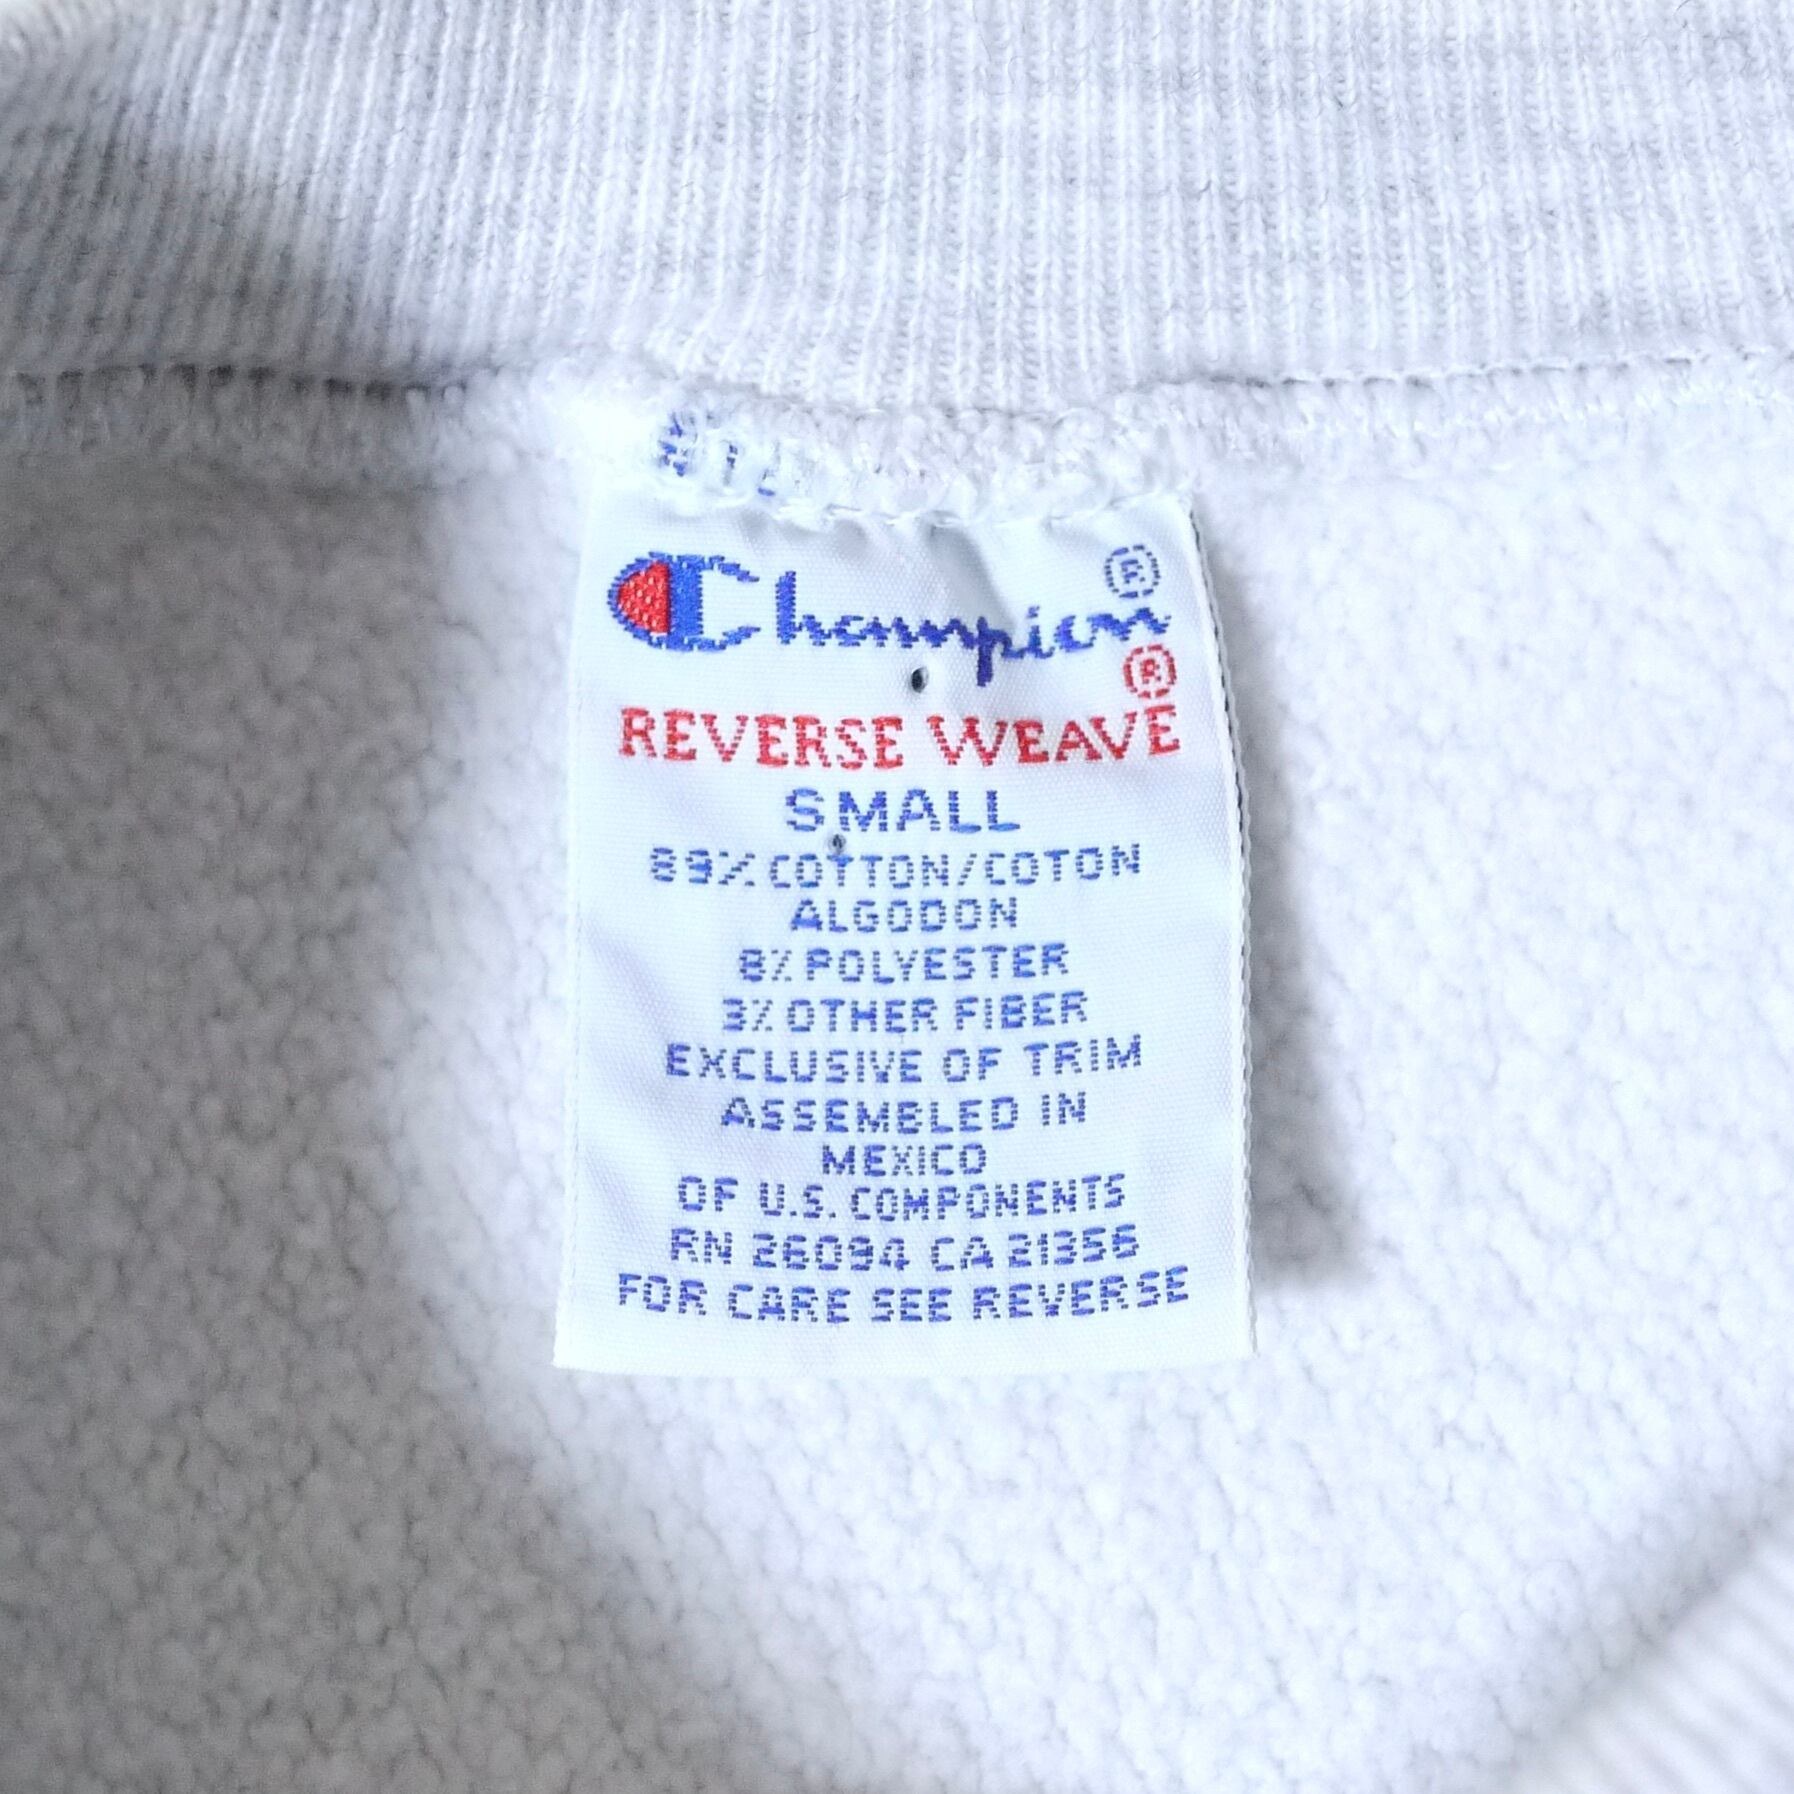 Champion®
®
REVERSE WEAVE
SMALL
89% COTTON/COTON
ALGODON
8% POLYESTER
3% OTHER FIBER
EXCLUSIVE OF TRIM
ASSEMBLED IN
MEXICO
OF U.S. COMPONENTS
RN 26094 CA 21356
FOR CARE SEE REVERSE